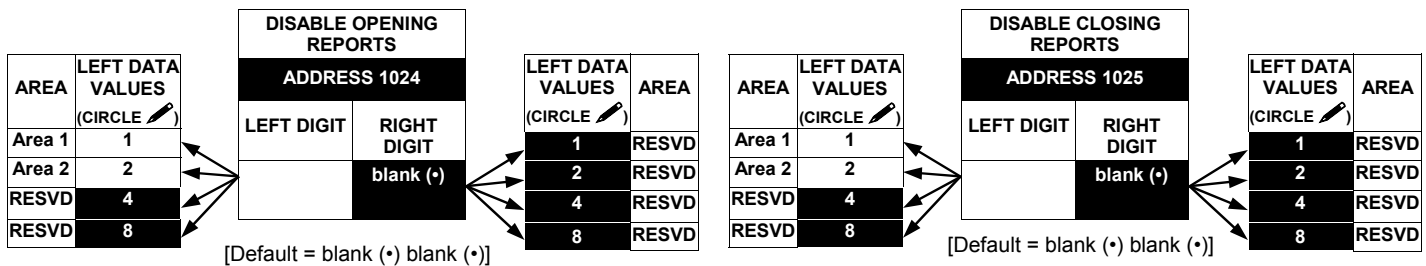 DISABLE OPENING
REPORTS
ADDRESS 1024
AREA
LEFT DATA
VALUES
(CIRCLE )
Area 1 1
Area 2 2
RESVD 4
RESVD 8
LEFT DIGIT
RIGHT
DIGIT
blank (•)
LEFT DATA
VALUES
(CIRCLE )
AREA
1 RESVD
2 RESVD
4 RESVD
8 RESVD
[Default = blank (•) blank (•)]
DISABLE CLOSING
REPORTS
ADDRESS 1025
AREA
LEFT DATA
VALUES
(CIRCLE )
Area 1 1
Area 2 2
RESVD 4
RESVD 8
LEFT DIGIT
RIGHT
DIGIT
blank (•)
LEFT DATA
VALUES
(CIRCLE )
AREA
1 RESVD
2 RESVD
4 RESVD
8 RESVD
[Default = blank (•) blank (•)]